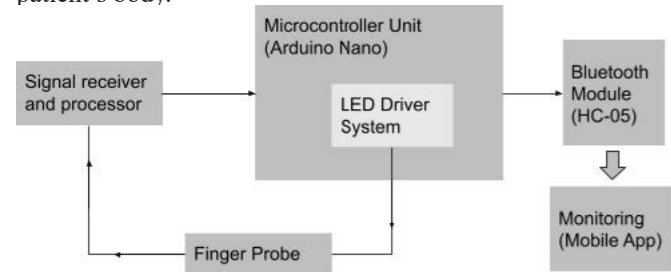 patient's body.
Microcontroller Unit
(Arduino Nano)
Signal receiver
and processor
LED Driver
System
Bluetooth
Module
(HC-05)
Finger Probe
Monitoring
(Mobile App)